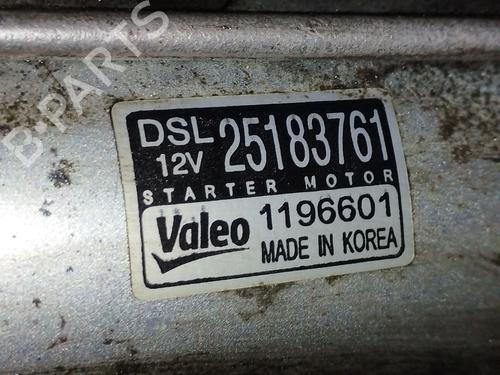 B-PARTS
DSL 12V 25183761
STARTER MOTOR
Valeo 1196601
MADE IN KOREA